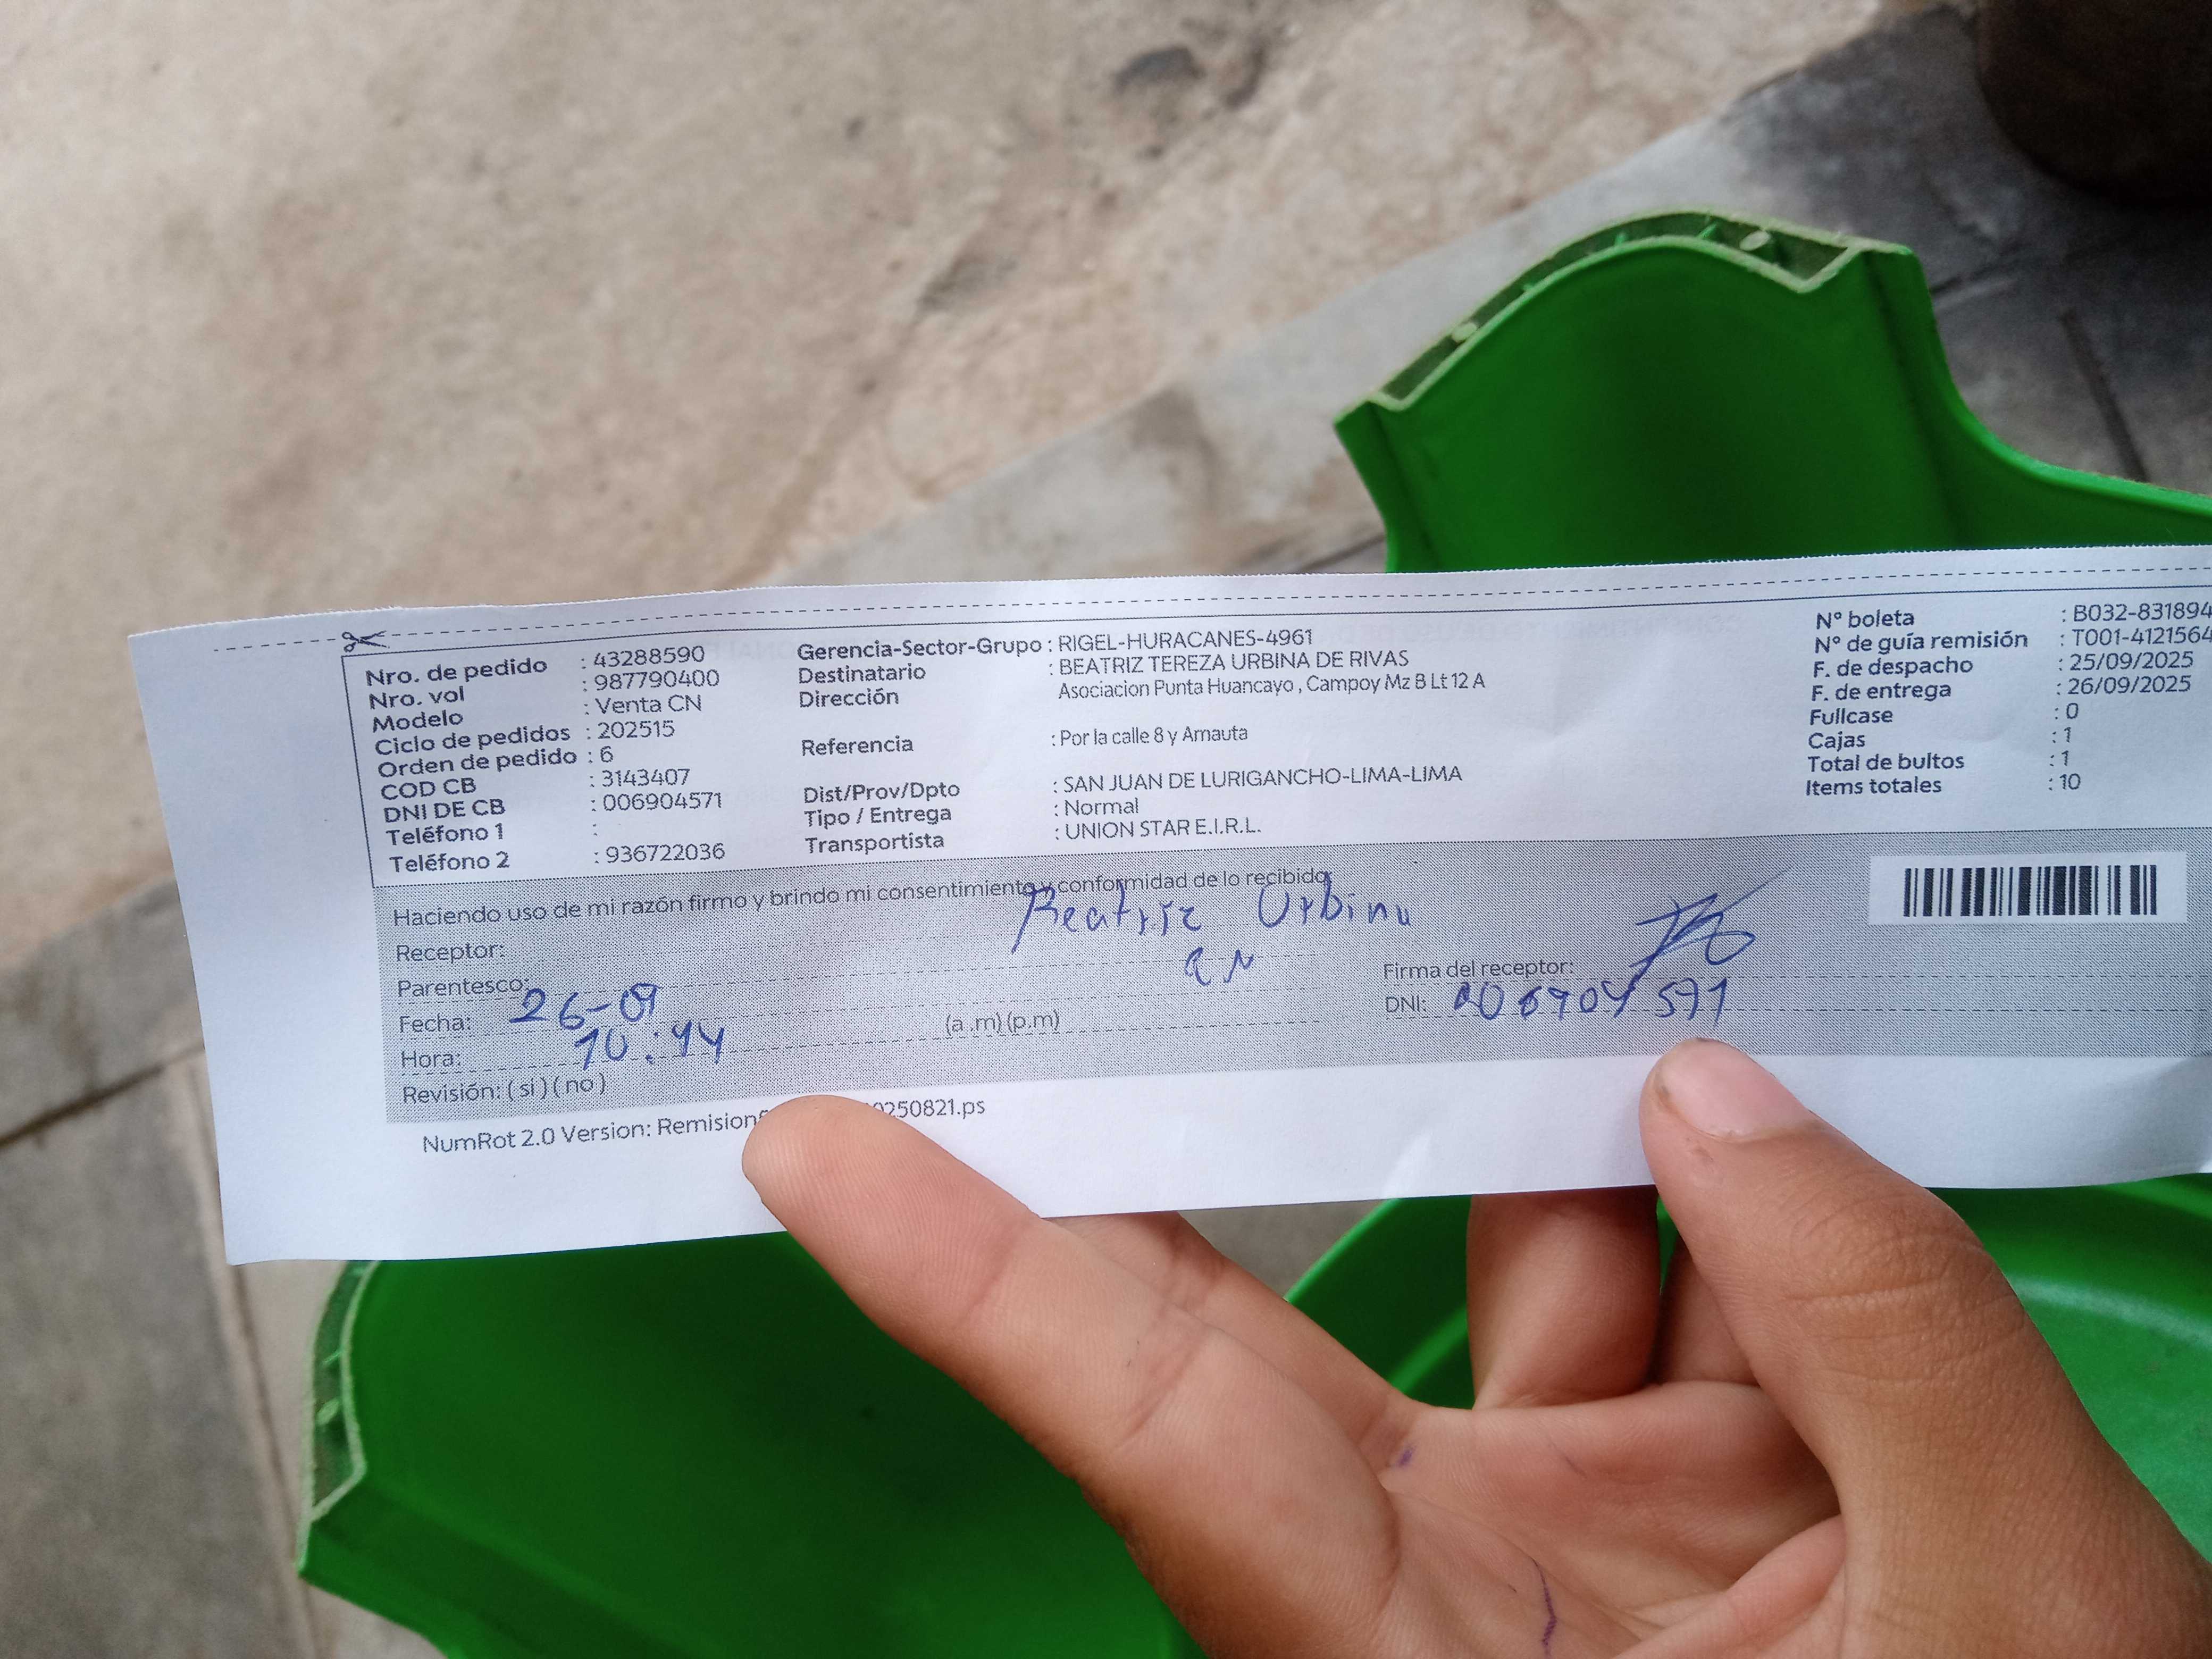 Nro. de pedido : 43288590
Nro. vol : 987790400
Modelo : Venta CN
Ciclo de pedidos : 202515
Orden de pedido : 6
COD CB : 3143407
DNI DE CB : 006904571
Teléfono 1 :
Teléfono 2 : 936722036
Gerencia-Sector-Grupo : RIGEL-HURACANES-4961
Destinatario : BEATRIZ TEREZA URBINA DE RIVAS
Dirección Asociacion Punta Huancayo , Campoy Mz B Lt 12 A
Referencia : Por la calle 8 y Arnauta
Dist/Prov/Dpto : SAN JUAN DE LURIGANCHO-LIMA-LIMA
Tipo / Entrega : Normal
Transportista : UNION STAR E.I.R.L.
Nº boleta : B032-831894
Nº de guía remisión : T001-4121564
F. de despacho : 25/09/2025
F. de entrega : 26/09/2025
Fullcase : 0
Cajas : 1
Total de bultos : 1
Items totales : 10
Haciendo uso de mi razón firmo y brindo mi consentimiento y conformidad de lo recibido:
Receptor: Beatriz Urbina
Parentesco:
Fecha: 26-09
Hora: 10:44 (a .m) (p.m)
Revisión: ( si ) ( no )
Firma del receptor:
DNI:
NumRot 2.0 Version: Remision 0250821.ps